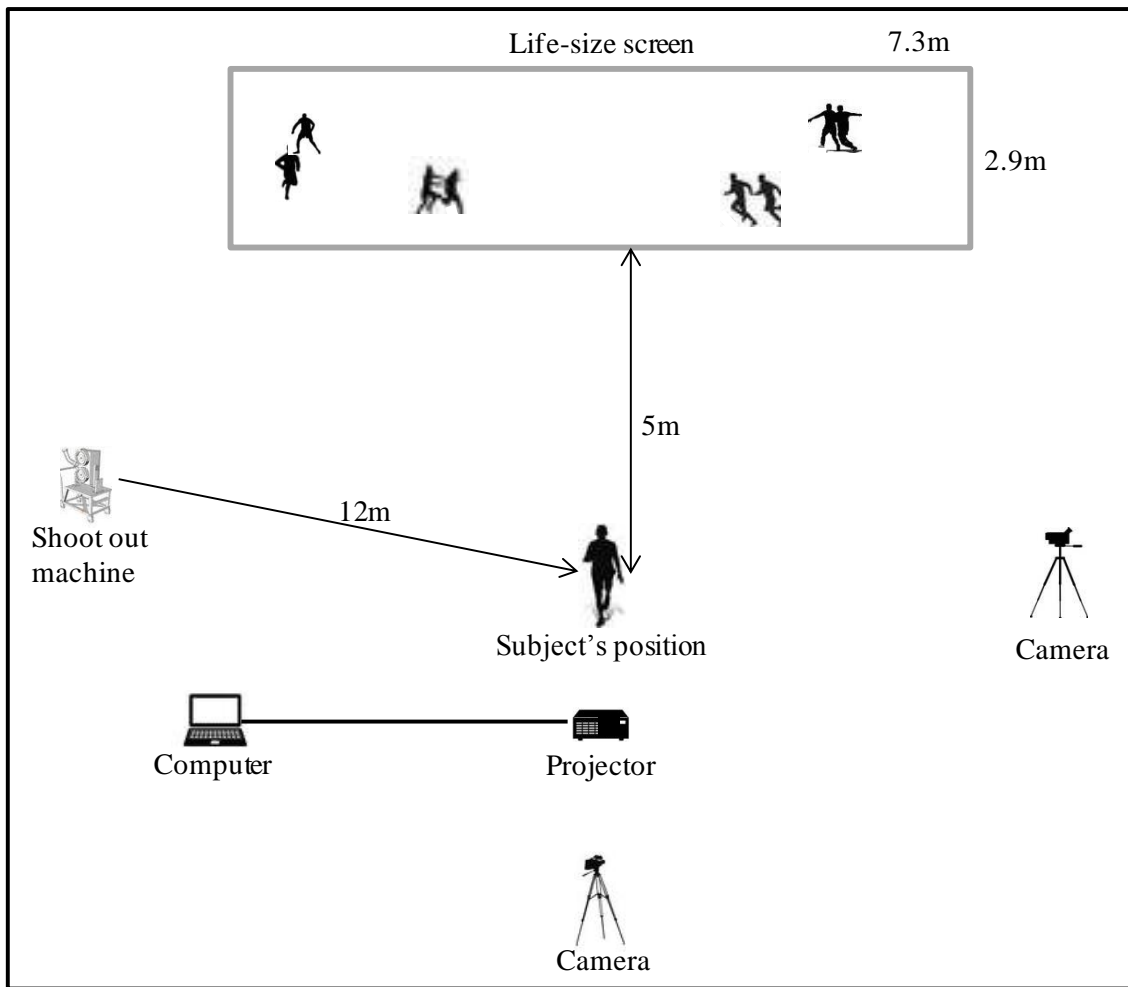 Life-size screen
7.3m
2.9m
5m
12m
Shoot out
machine
Subject's position
Camera
Computer
Projector
Camera